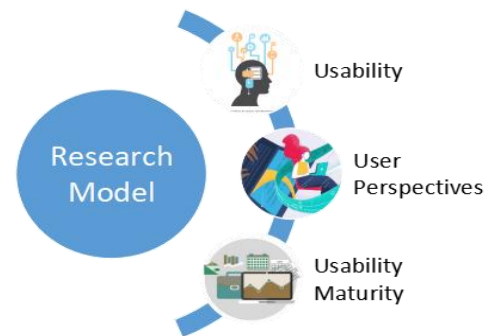 Research
Model
Usability
User
Perspectives
Usability
Maturity